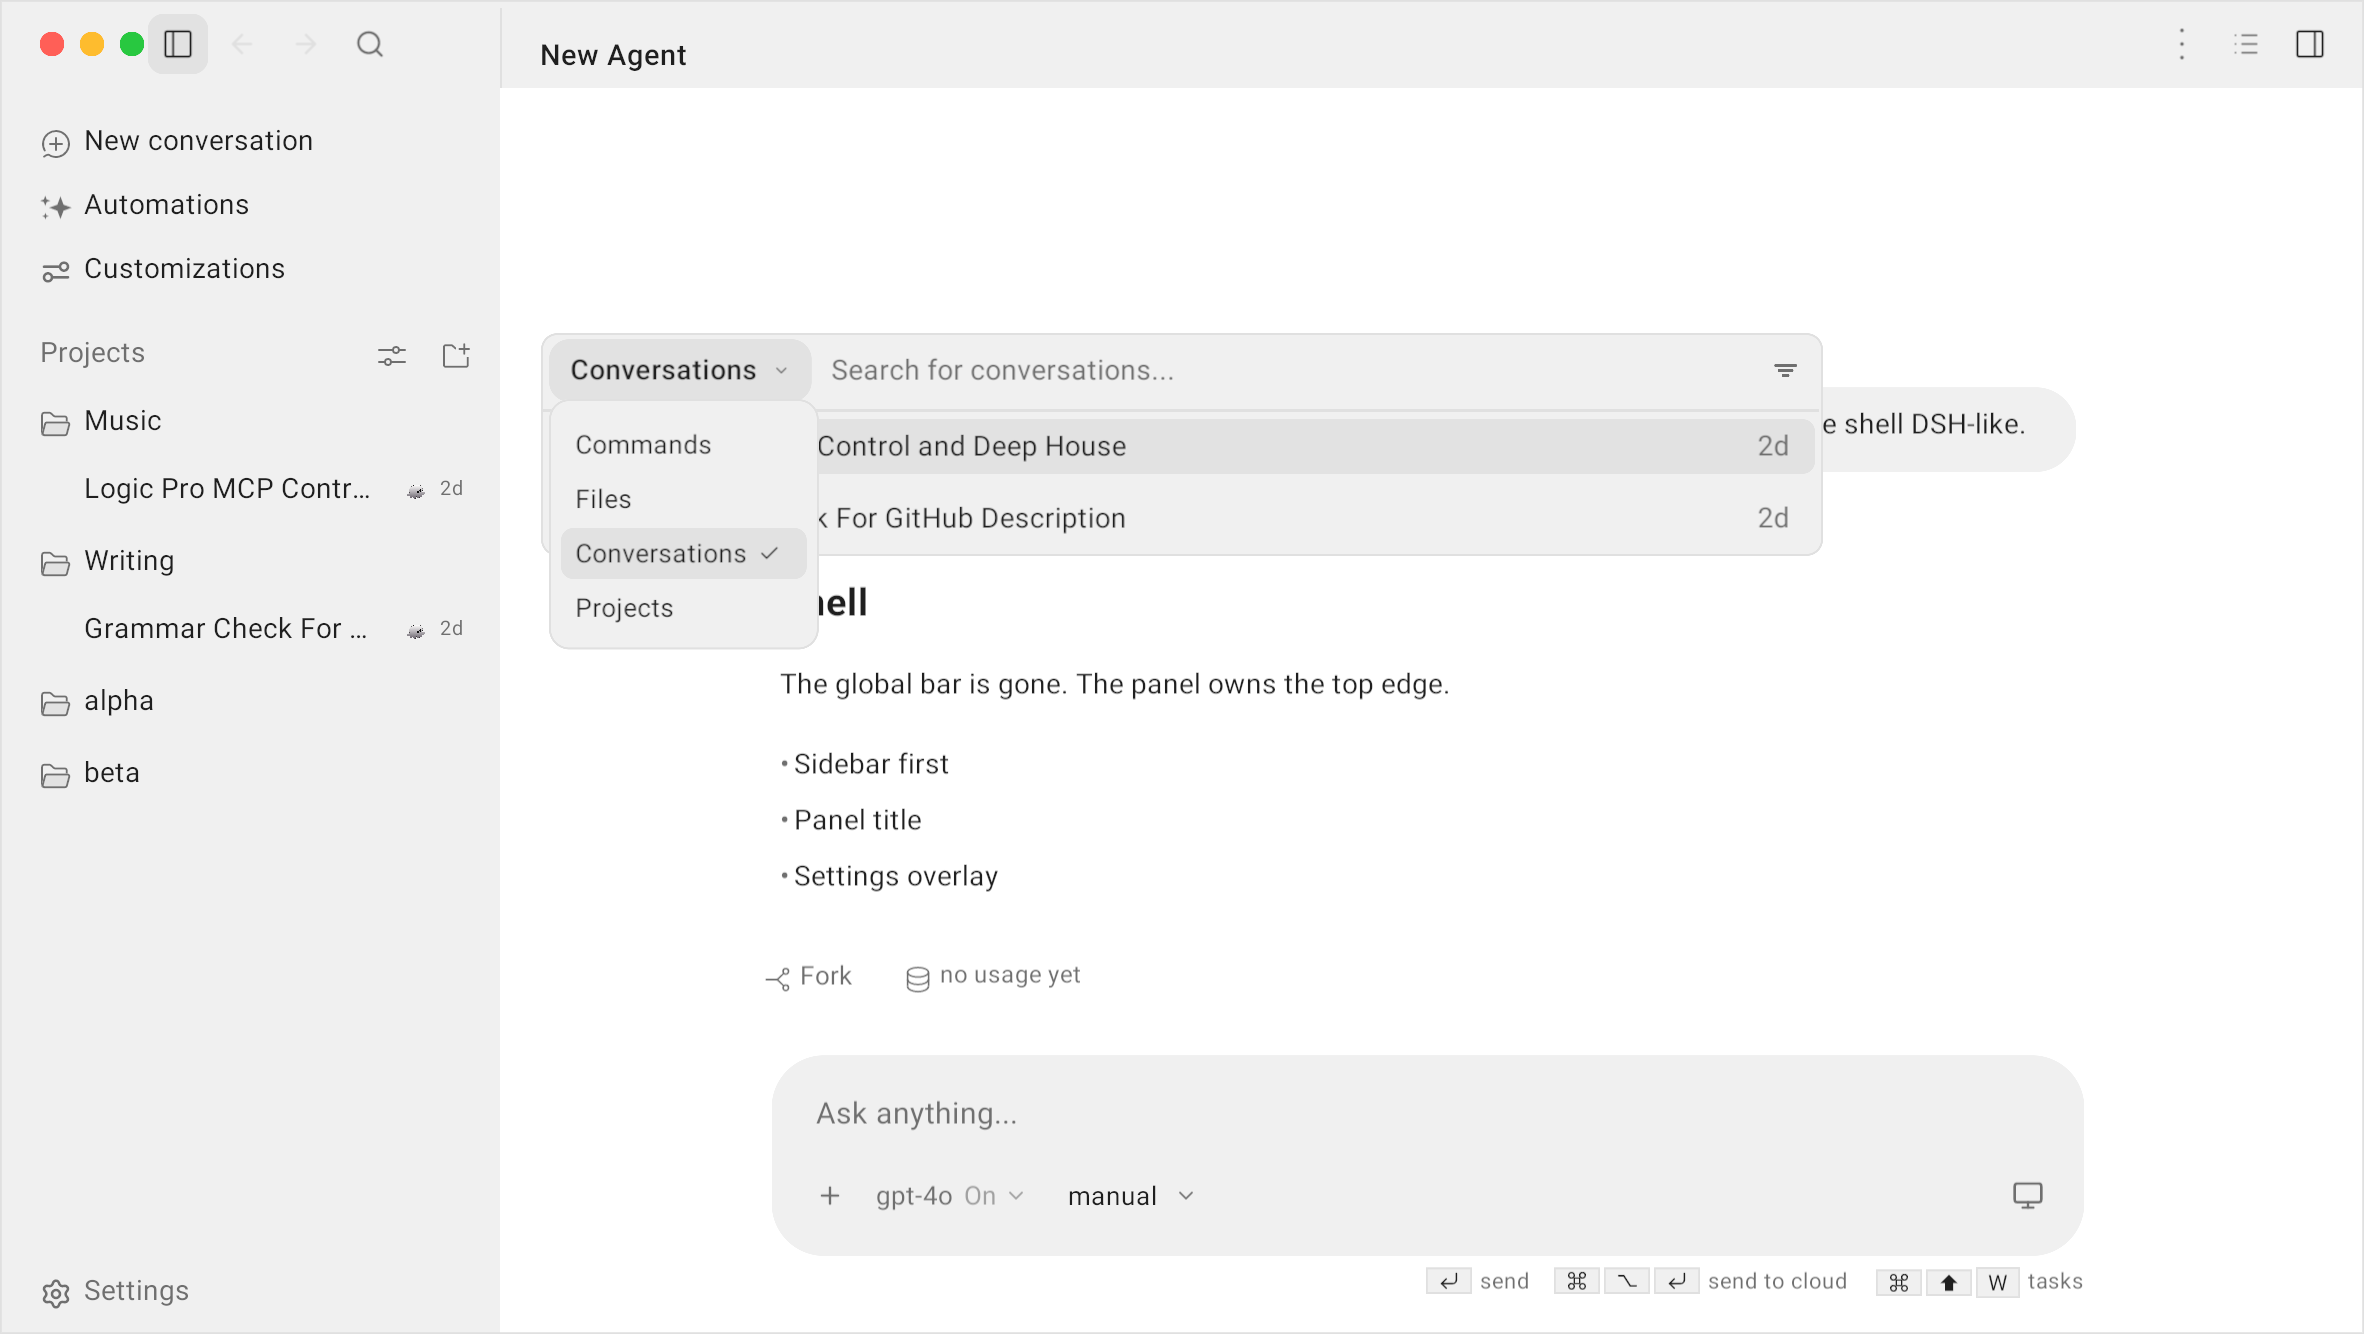 New Agent
New conversation
Automations
Customizations
Projects
Music
Logic Pro MCP Contr... 2d
Writing
Grammar Check For ... 2d
alpha
beta
Settings
Conversations Search for conversations...
Commands
Files
Conversations
Projects
Control and Deep House 2d
For GitHub Description 2d
shell DSH-like.
The global bar is gone. The panel owns the top edge.
• Sidebar first
• Panel title
• Settings overlay
Fork no usage yet
Ask anything...
+ gpt-4o On manual
send ⌘ ⌥ send to cloud ⌘ W tasks